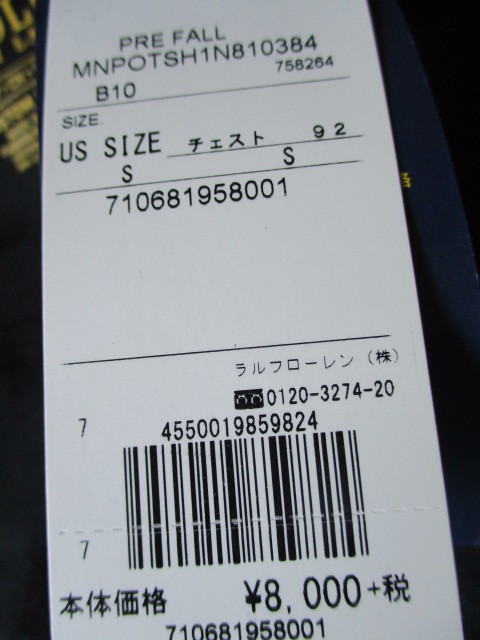 PRE FALL
MNPOTSH1N810384
B10 758264
SIZE
US SIZE チェスト 92
S S
710681958001
ラルフローレン (株)
0120-3274-20
7 4550019859824
7
本体価格 ¥8,000+税
710681958001